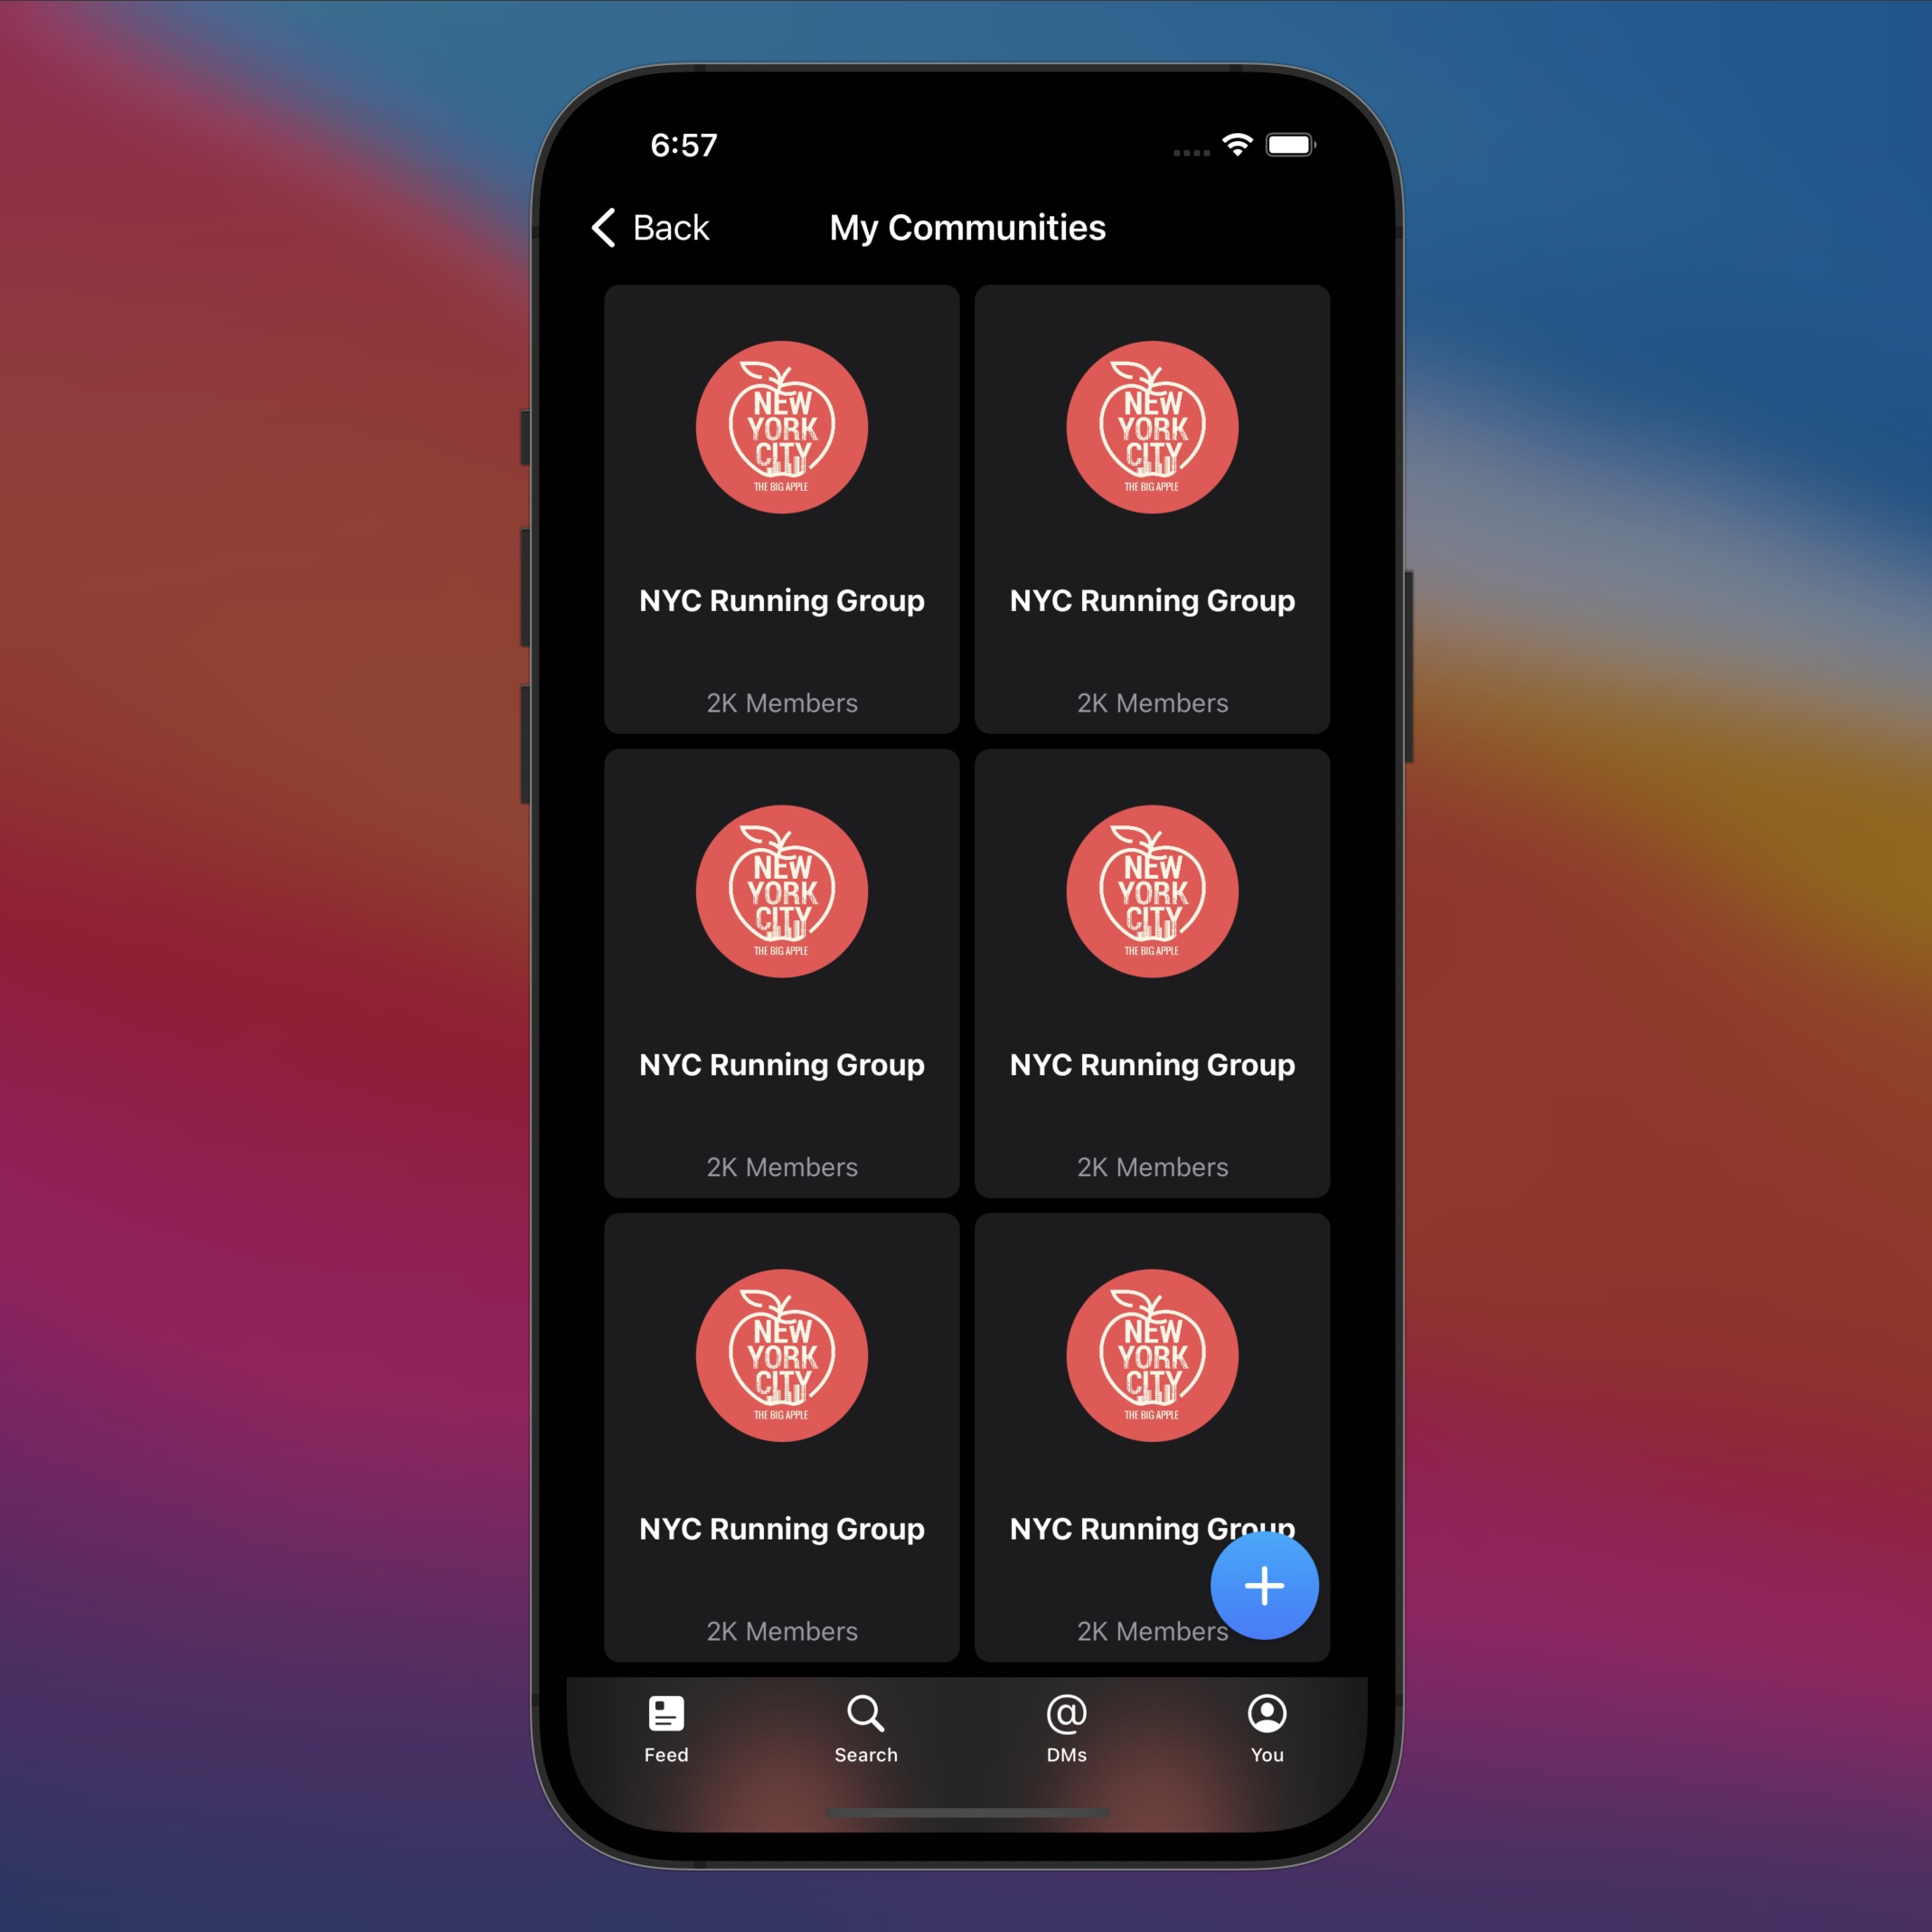 6:57
Back
My Communities
NEW
YORK
CITY
THE BIG APPLE
NEW
YORK
CITY
THE BIG APPLE
NYC Running Group
NYC Running Group
2K Members
2K Members
NEW
YORK
CITY
THE BIG APPLE
NEW
YORK
CITY
THE BIG APPLE
NYC Running Group
NYC Running Group
2K Members
2K Members
NEW
YORK
CITY
THE BIG APPLE
NEW
YORK
CITY
THE BIG APPLE
NYC Running Group
NYC Running Group
2K Members
2K Members
Feed
Search
@
DMs
You